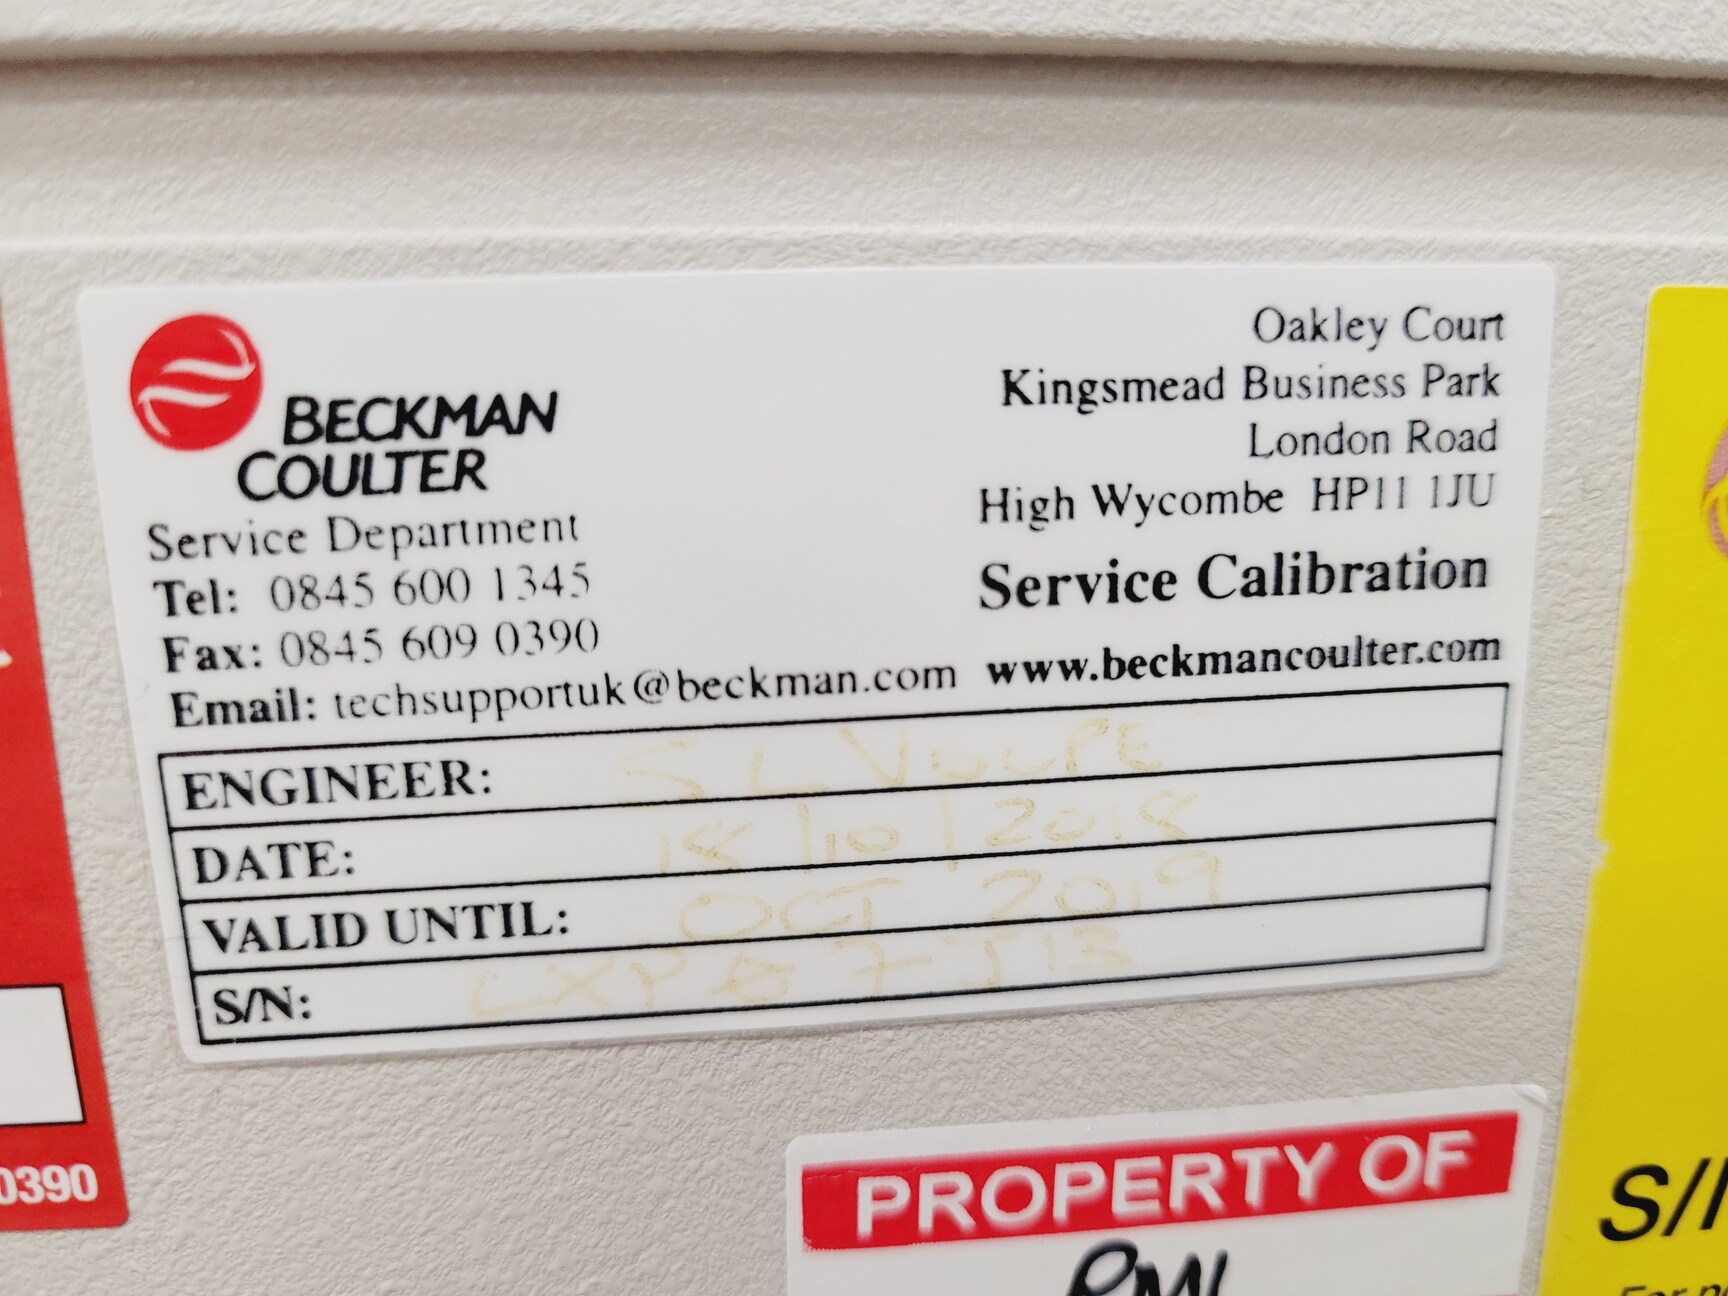 BECKMAN
COULTER
Service Department
Tel: 0845 600 1345
Fax: 0845 609 0390
Email: techsupportuk@beckman.com
Oakley Court
Kingsmead Business Park
London Road
High Wycombe HP11 1JU
Service Calibration
www.beckmancoulter.com
ENGINEER: S L VOLPE
DATE: 18/10/2018
VALID UNTIL: OCT 2019
S/N:
0390
PROPERTY OF
S/